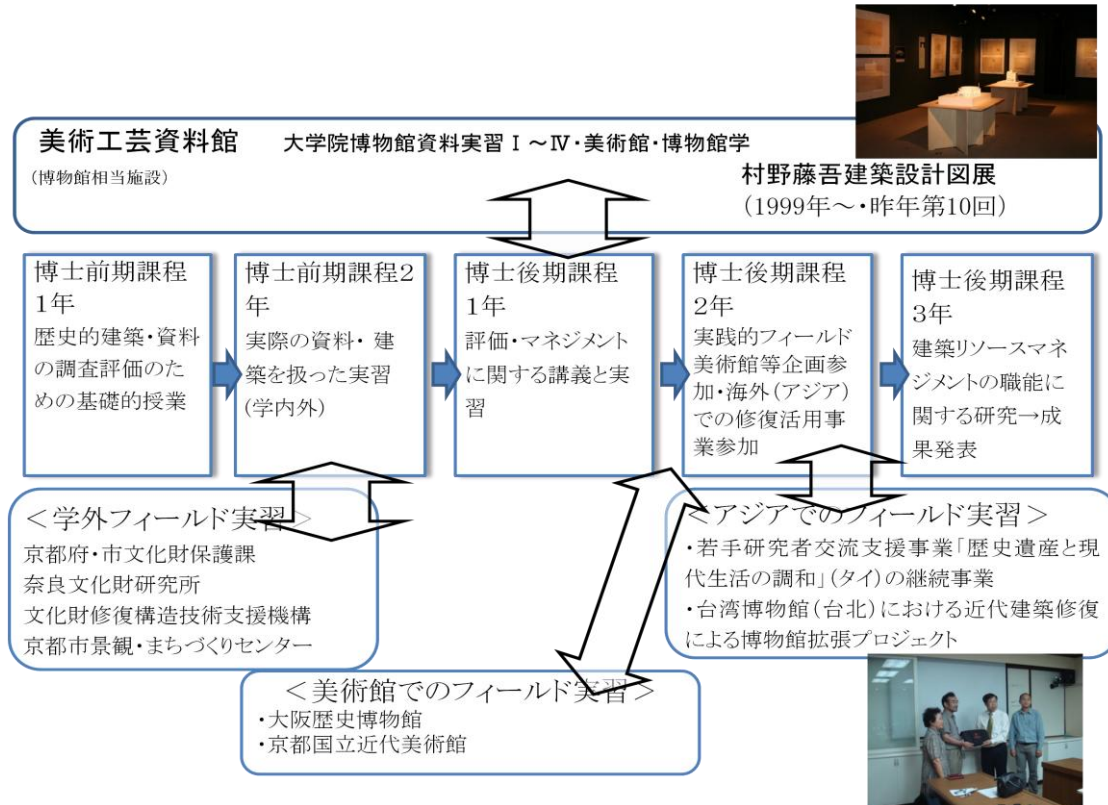 美術工芸資料館 大学院博物館資料実習Ⅰ～Ⅳ・美術館・博物館学
(博物館相当施設)
村野藤吾建築設計図展
(1999年～・昨年第10回)
博士前期課程
1年
歴史的建築・資料
の調査評価のた
めの基礎的授業
博士前期課程2
年
実際の資料・ 建
築を扱った実習
(学内外)
博士後期課程
1年
評価・マネジメント
に関する講義と実
習
博士後期課程
2年
実践的フィールド
美術館等企画参
加・海外(アジア)
での修復活用事
業参加
博士後期課程
3年
建築リソースマネ
ジメントの職能に
関する研究→成
果発表
＜学外フィールド実習＞
京都府・市文化財保護課
奈良文化財研究所
文化財修復構造技術支援機構
京都市景観・まちづくりセンター
＜美術館でのフィールド実習＞
・大阪歴史博物館
・京都国立近代美術館
＜アジアでのフィールド実習＞
・若手研究者交流支援事業「歴史遺産と現
代生活の調和」(タイ)の継続事業
・台湾博物館(台北)における近代建築修復
による博物館拡張プロジェクト